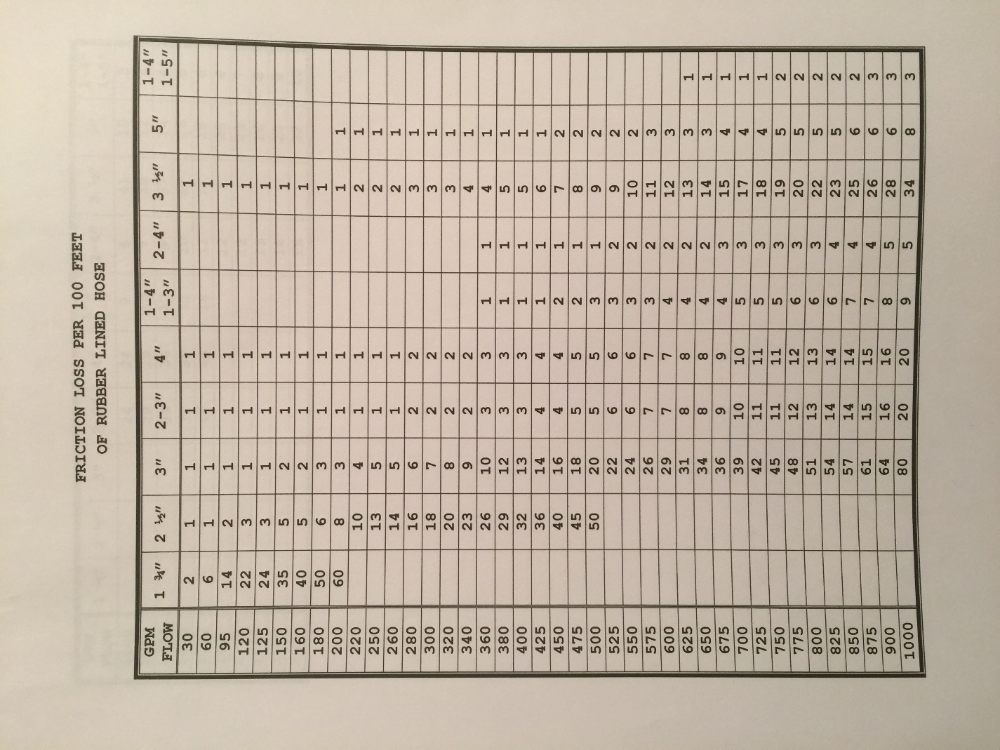 FRICTION LOSS PER 100 FEET
OF RUBBER LINED HOSE
GPM FLOW 1 ¾" 2 ½" 3" 2-3" 4" 1-4" 1-3" 2-4" 3 ½" 5" 1-4" 1-5"
30 2 1 1 1 1 1
60 6 1 1 1 1 1
95 14 2 1 1 1 1
120 22 3 1 1 1 1
125 24 3 1 1 1 1
150 35 5 2 1 1 1
160 40 5 2 1 1 1
180 50 6 3 1 1 1
200 60 8 3 1 1 1 1
220 10 4 1 1 2 1
250 13 5 1 1 2 1
260 14 5 1 1 2 1
280 16 6 2 2 3 1
300 18 7 2 2 3 1
320 20 8 2 2 3 1
340 23 9 2 2 4 1
360 26 10 3 3 1 1 4 1
380 29 12 3 3 1 1 5 1
400 32 13 3 3 1 1 5 1
425 36 14 4 4 1 1 6 1
450 40 16 4 4 2 1 7 2
475 45 18 5 5 2 1 8 2
500 50 20 5 5 3 1 9 2
525 22 6 6 3 2 9 2
550 24 6 6 3 2 10 2
575 26 7 7 3 2 11 3
600 29 7 7 4 2 12 3
625 31 8 8 4 2 13 3 1
650 34 8 8 4 2 14 3 1
675 36 9 9 4 3 15 4 1
700 39 10 10 5 3 17 4 1
725 42 11 11 5 3 18 4 1
750 45 11 11 5 3 19 5 2
775 48 12 12 6 3 20 5 2
800 51 13 13 6 3 22 5 2
825 54 14 14 6 4 23 5 2
850 57 14 14 7 4 25 6 2
875 61 15 15 7 4 26 6 3
900 64 16 16 8 5 28 6 3
1000 80 20 20 9 5 34 8 3